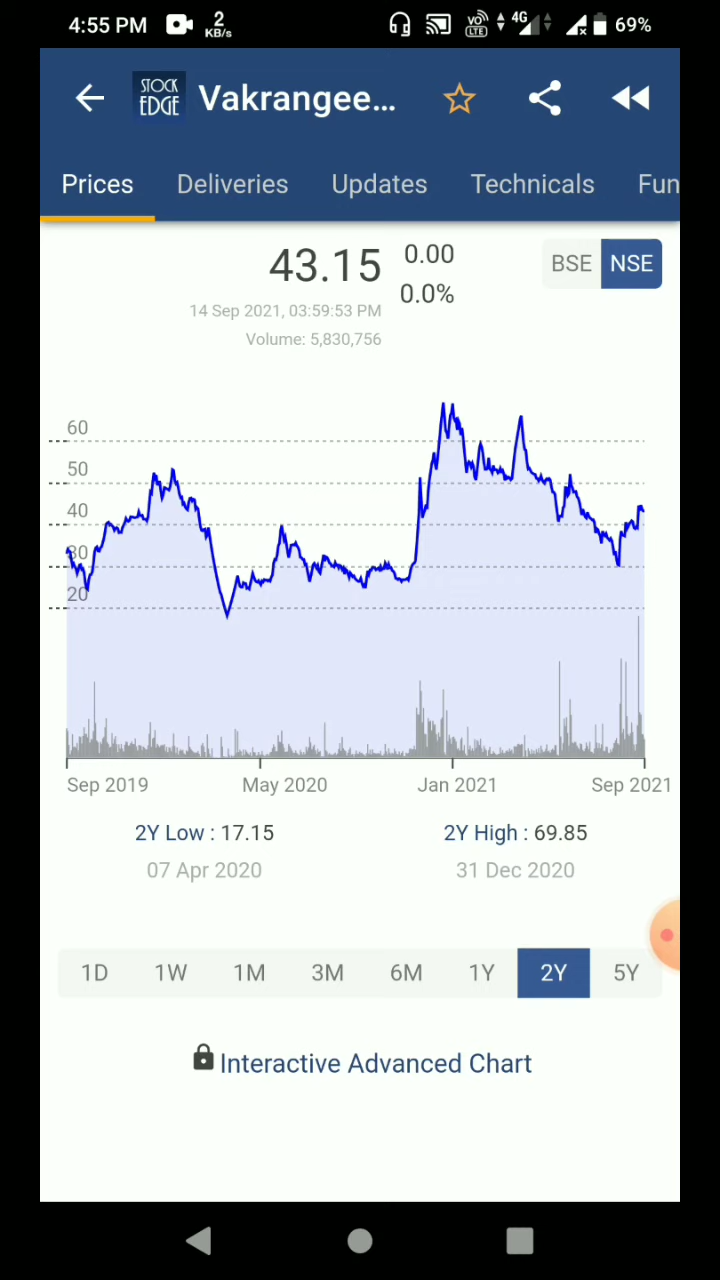 4:55 PM 2 KB/s VO LTE 4G 69%
STOCK EDGE Vakrangee...
Prices Deliveries Updates Technicals Fun
43.15 0.00 BSE NSE
0.0%
14 Sep 2021, 03:59:53 PM
Volume: 5,830,756
60
50
40
30
20
Sep 2019 May 2020 Jan 2021 Sep 2021
2Y Low : 17.15 2Y High : 69.85
07 Apr 2020 31 Dec 2020
1D 1W 1M 3M 6M 1Y 2Y 5Y
Interactive Advanced Chart